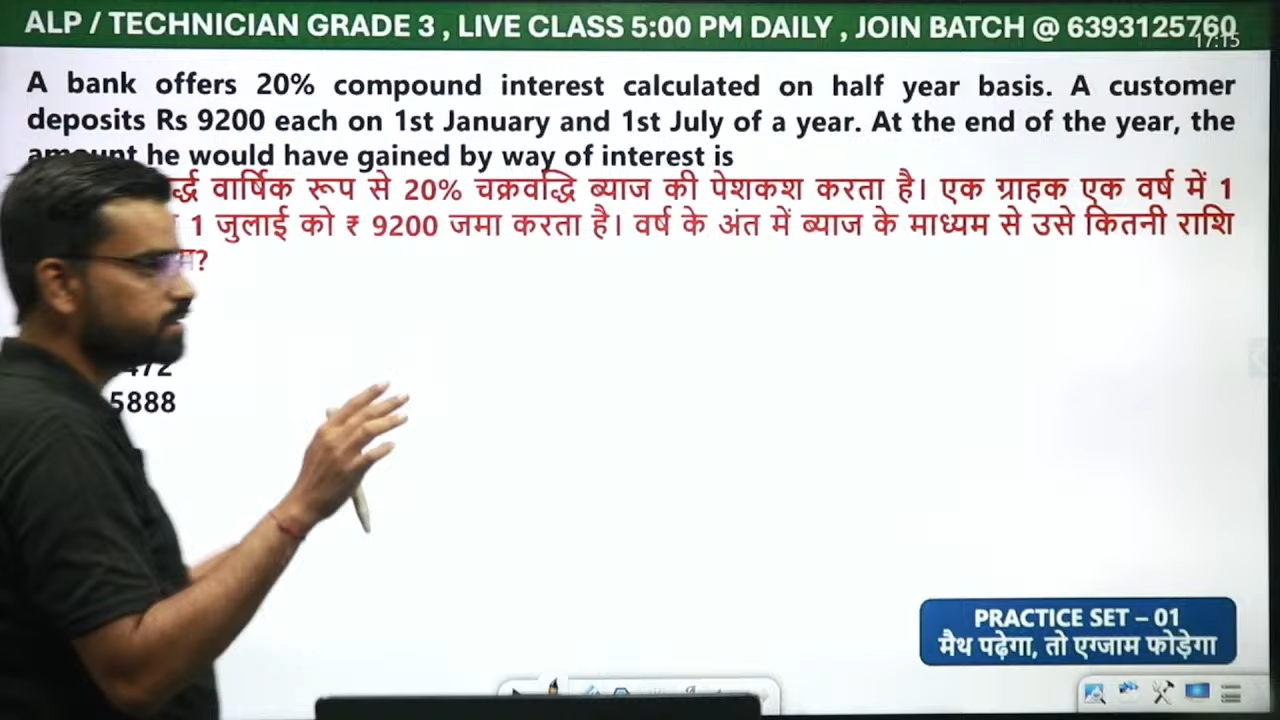 ALP / TECHNICIAN GRADE 3 , LIVE CLASS 5:00 PM DAILY , JOIN BATCH @ 6393125760
17:15
A bank offers 20% compound interest calculated on half year basis. A customer
deposits Rs 9200 each on 1st January and 1st July of a year. At the end of the year, the
amount he would have gained by way of interest is
वार्षिक रूप से 20% चक्रवद्धि ब्याज की पेशकश करता है। एक ग्राहक एक वर्ष में 1
1 जुलाई को ₹ 9200 जमा करता है। वर्ष के अंत में ब्याज के माध्यम से उसे कितनी राशि
472
5888
PRACTICE SET – 01
मैथ पढ़ेगा, तो एग्जाम फोड़ेगा